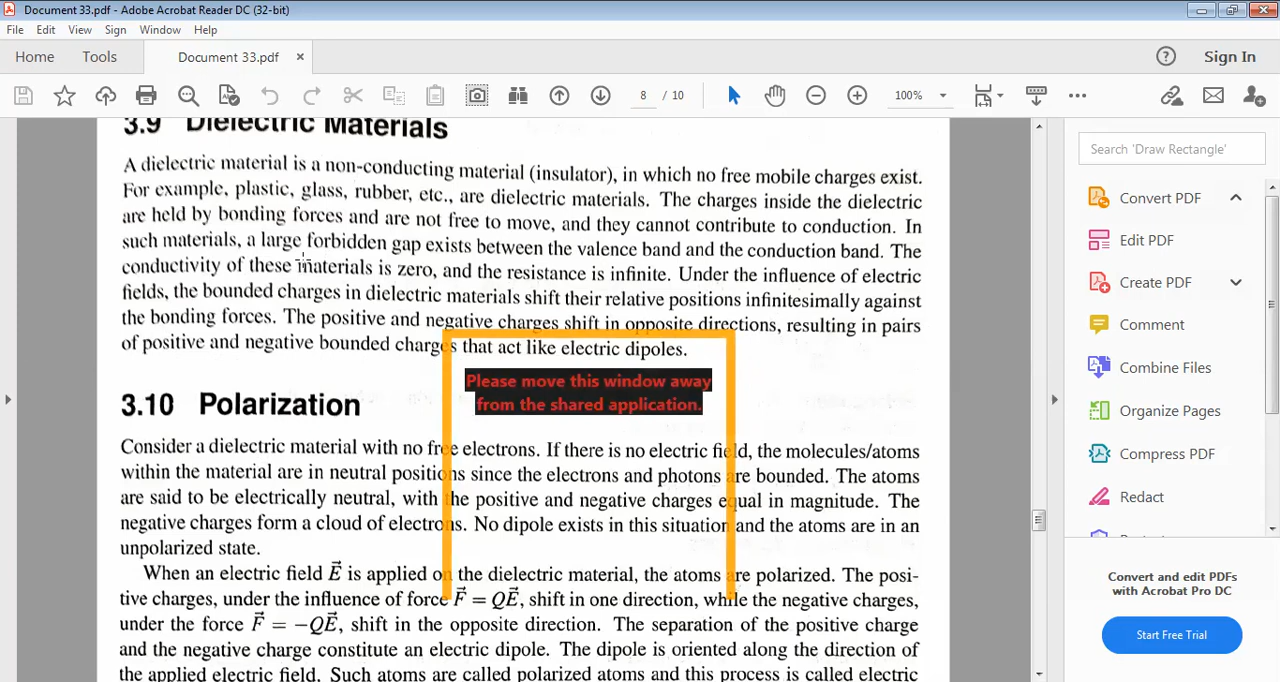 Document 33.pdf - Adobe Acrobat Reader DC (32-bit)
File Edit View Sign Window Help
Home Tools Document 33.pdf × Sign In
8 / 10 100%
3.9 Dielectric Materials
A dielectric material is a non-conducting material (insulator), in which no free mobile charges exist.
For example, plastic, glass, rubber, etc., are dielectric materials. The charges inside the dielectric
are held by bonding forces and are not free to move, and they cannot contribute to conduction. In
such materials, a large forbidden gap exists between the valence band and the conduction band. The
conductivity of these materials is zero, and the resistance is infinite. Under the influence of electric
fields, the bounded charges in dielectric materials shift their relative positions infinitesimally against
the bonding forces. The positive and negative charges shift in opposite directions, resulting in pairs
of positive and negative bounded charges that act like electric dipoles.
Please move this window away
from the shared application.
3.10 Polarization
Consider a dielectric material with no free electrons. If there is no electric field, the molecules/atoms
within the material are in neutral positions since the electrons and photons are bounded. The atoms
are said to be electrically neutral, with the positive and negative charges equal in magnitude. The
negative charges form a cloud of electrons. No dipole exists in this situation and the atoms are in an
unpolarized state.
When an electric field E⃗ is applied on the dielectric material, the atoms are polarized. The posi-
tive charges, under the influence of force F⃗ = QE⃗, shift in one direction, while the negative charges,
under the force F⃗ = −QE⃗, shift in the opposite direction. The separation of the positive charge
and the negative charge constitute an electric dipole. The dipole is oriented along the direction of
the applied electric field. Such atoms are called polarized atoms and this process is called electric
Search 'Draw Rectangle'
Convert PDF
Edit PDF
Create PDF
Comment
Combine Files
Organize Pages
Compress PDF
Redact
Convert and edit PDFs
with Acrobat Pro DC
Start Free Trial